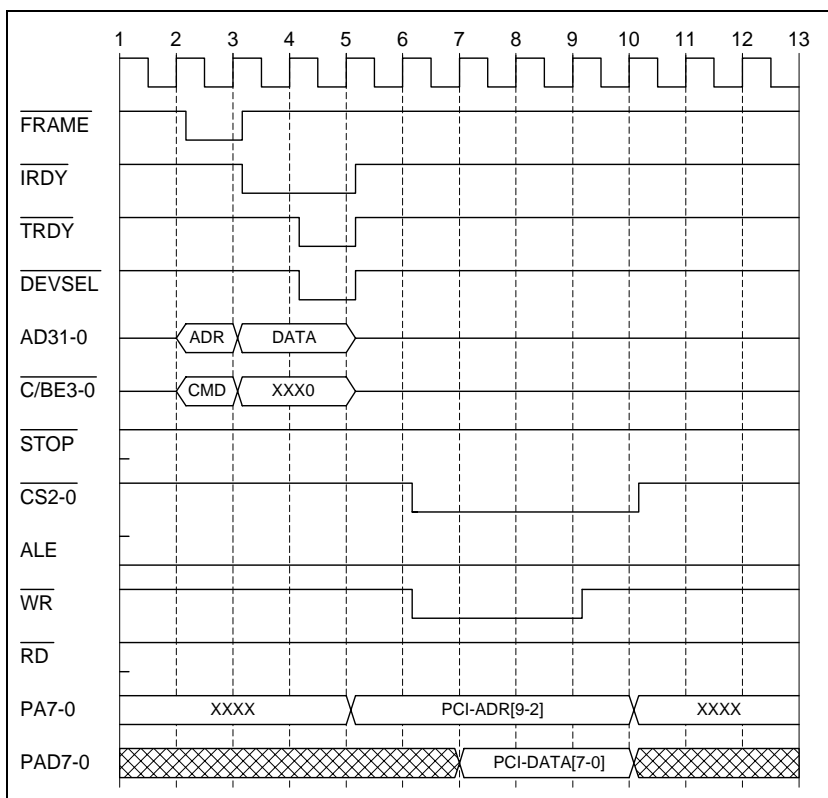 1 2 3 4 5 6 7 8 9 10 11 12 13
FRAME
IRDY
TRDY
DEVSEL
AD31-0 ADR DATA
C/BE3-0 CMD XXX0
STOP
CS2-0
ALE
WR
RD
PA7-0 XXXX PCI-ADR[9-2] XXXX
PAD7-0 PCI-DATA[7-0]